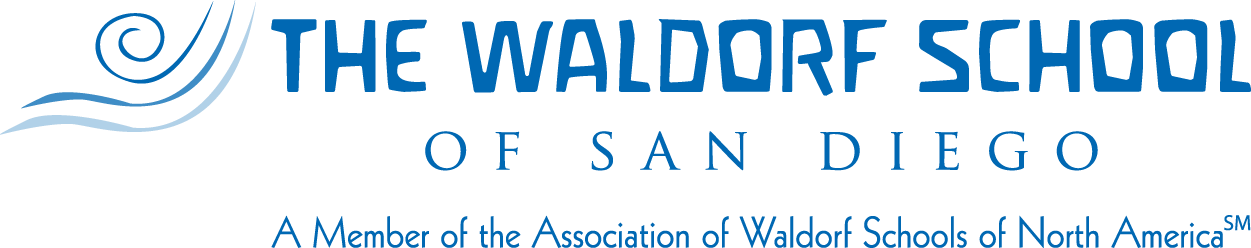 THE WALDORF SCHOOL
OF SAN DIEGO
A Member of the Association of Waldorf Schools of North America℠